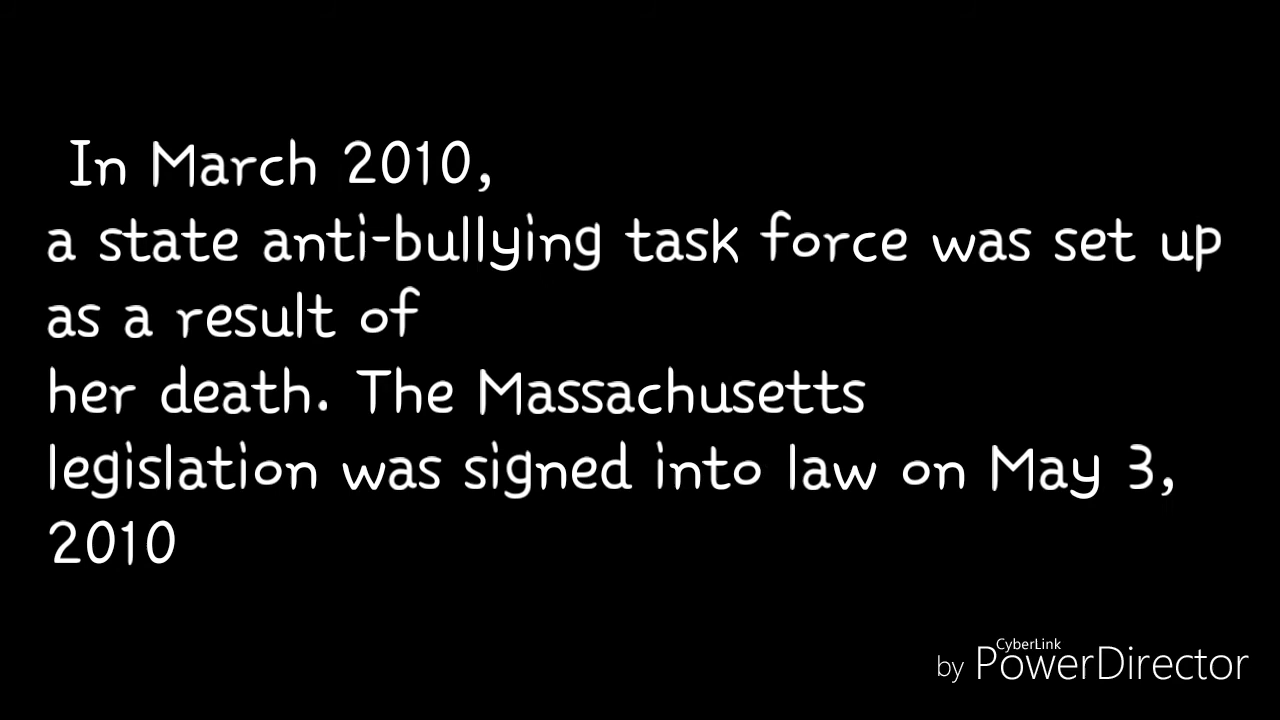 In March 2010,
a state anti-bullying task force was set up
as a result of
her death. The Massachusetts
legislation was signed into law on May 3,
2010
CyberLink
by PowerDirector